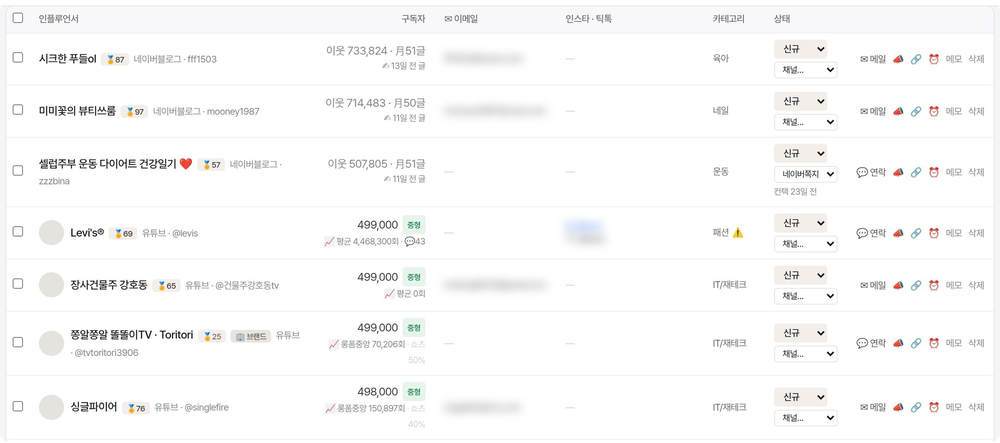 인플루언서 구독자 ✉ 이메일 인스타 · 틱톡 카테고리 상태
시크한 푸들ol 🏅87 네이버블로그 · fff1503 이웃 733,824 · 月51글 — 육아 신규 ✉ 메일 📣 🔗 ⏰ 메모 삭제
✍ 13일 전 글 채널...
미미꽃의 뷰티쓰룸 🏅97 네이버블로그 · mooney1987 이웃 714,483 · 月50글 — 네일 신규 ✉ 메일 📣 🔗 ⏰ 메모 삭제
✍ 11일 전 글 채널...
셀럽주부 운동 다이어트 건강일기 ❤️ 🏅57 네이버블로그 · 이웃 507,805 · 月51글 — — 운동 신규 💬 연락 📣 🔗 ⏰ 메모 삭제
zzzbina ✍ 11일 전 글 네이버쪽지
컨택 23일 전
Levi's® 🏅69 유튜브 · @levis 499,000 중형 — 패션 ⚠️ 신규 💬 연락 📣 🔗 ⏰ 메모 삭제
📈 평균 4,468,300회 · 💬43 채널...
장사건물주 강호동 🏅65 유튜브 · @건물주강호동tv 499,000 중형 — IT/재테크 신규 ✉ 메일 📣 🔗 ⏰ 메모 삭제
📈 평균 0회 채널...
쫑알쫑알 똘똘이TV · Toritori 🏅25 🏢 브랜드 유튜브 499,000 중형 — — IT/재테크 신규 💬 연락 📣 🔗 ⏰ 메모 삭제
· @tvtoritori3906 📈 롱폼중앙 70,206회 · 쇼츠 채널...
50%
싱글파이어 🏅76 유튜브 · @singlefire 498,000 중형 — IT/재테크 신규 ✉ 메일 📣 🔗 ⏰ 메모 삭제
📈 롱폼중앙 150,897회 · 쇼츠 채널...
40%